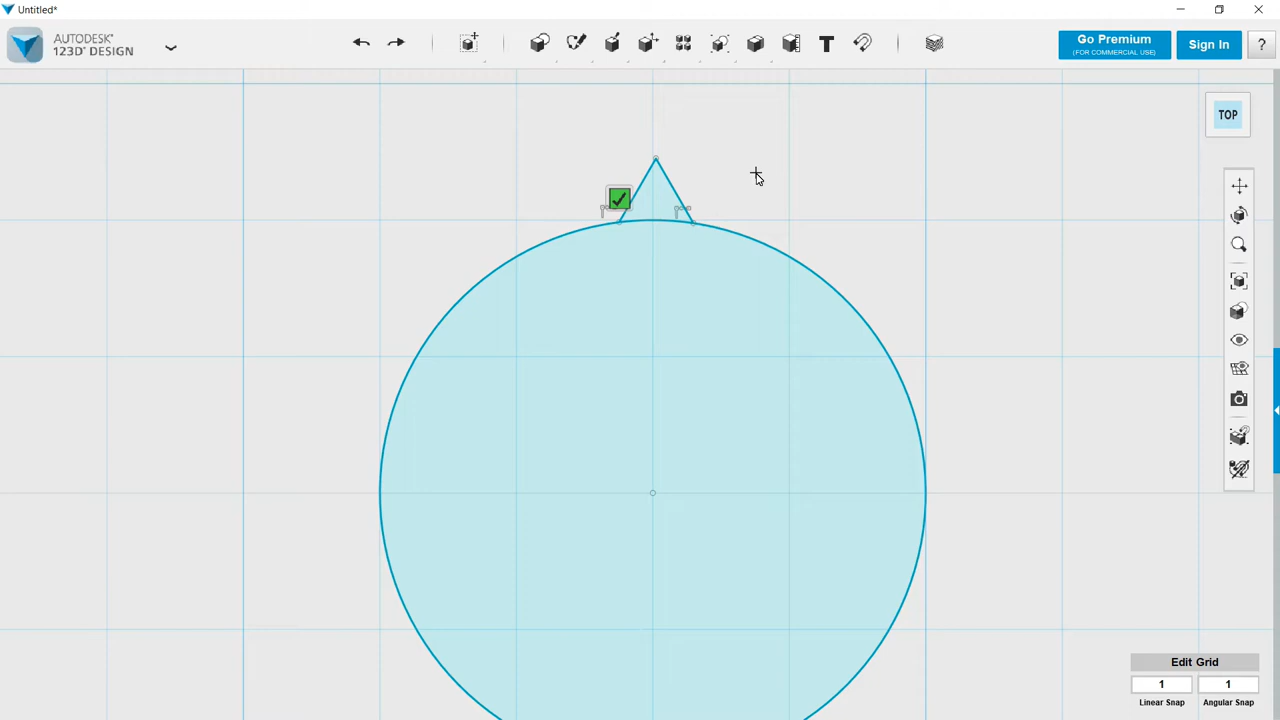 Untitled*
AUTODESK
123D® DESIGN
T
Go Premium
(FOR COMMERCIAL USE)
Sign In
?
TOP
Edit Grid
1
1
Linear Snap
Angular Snap